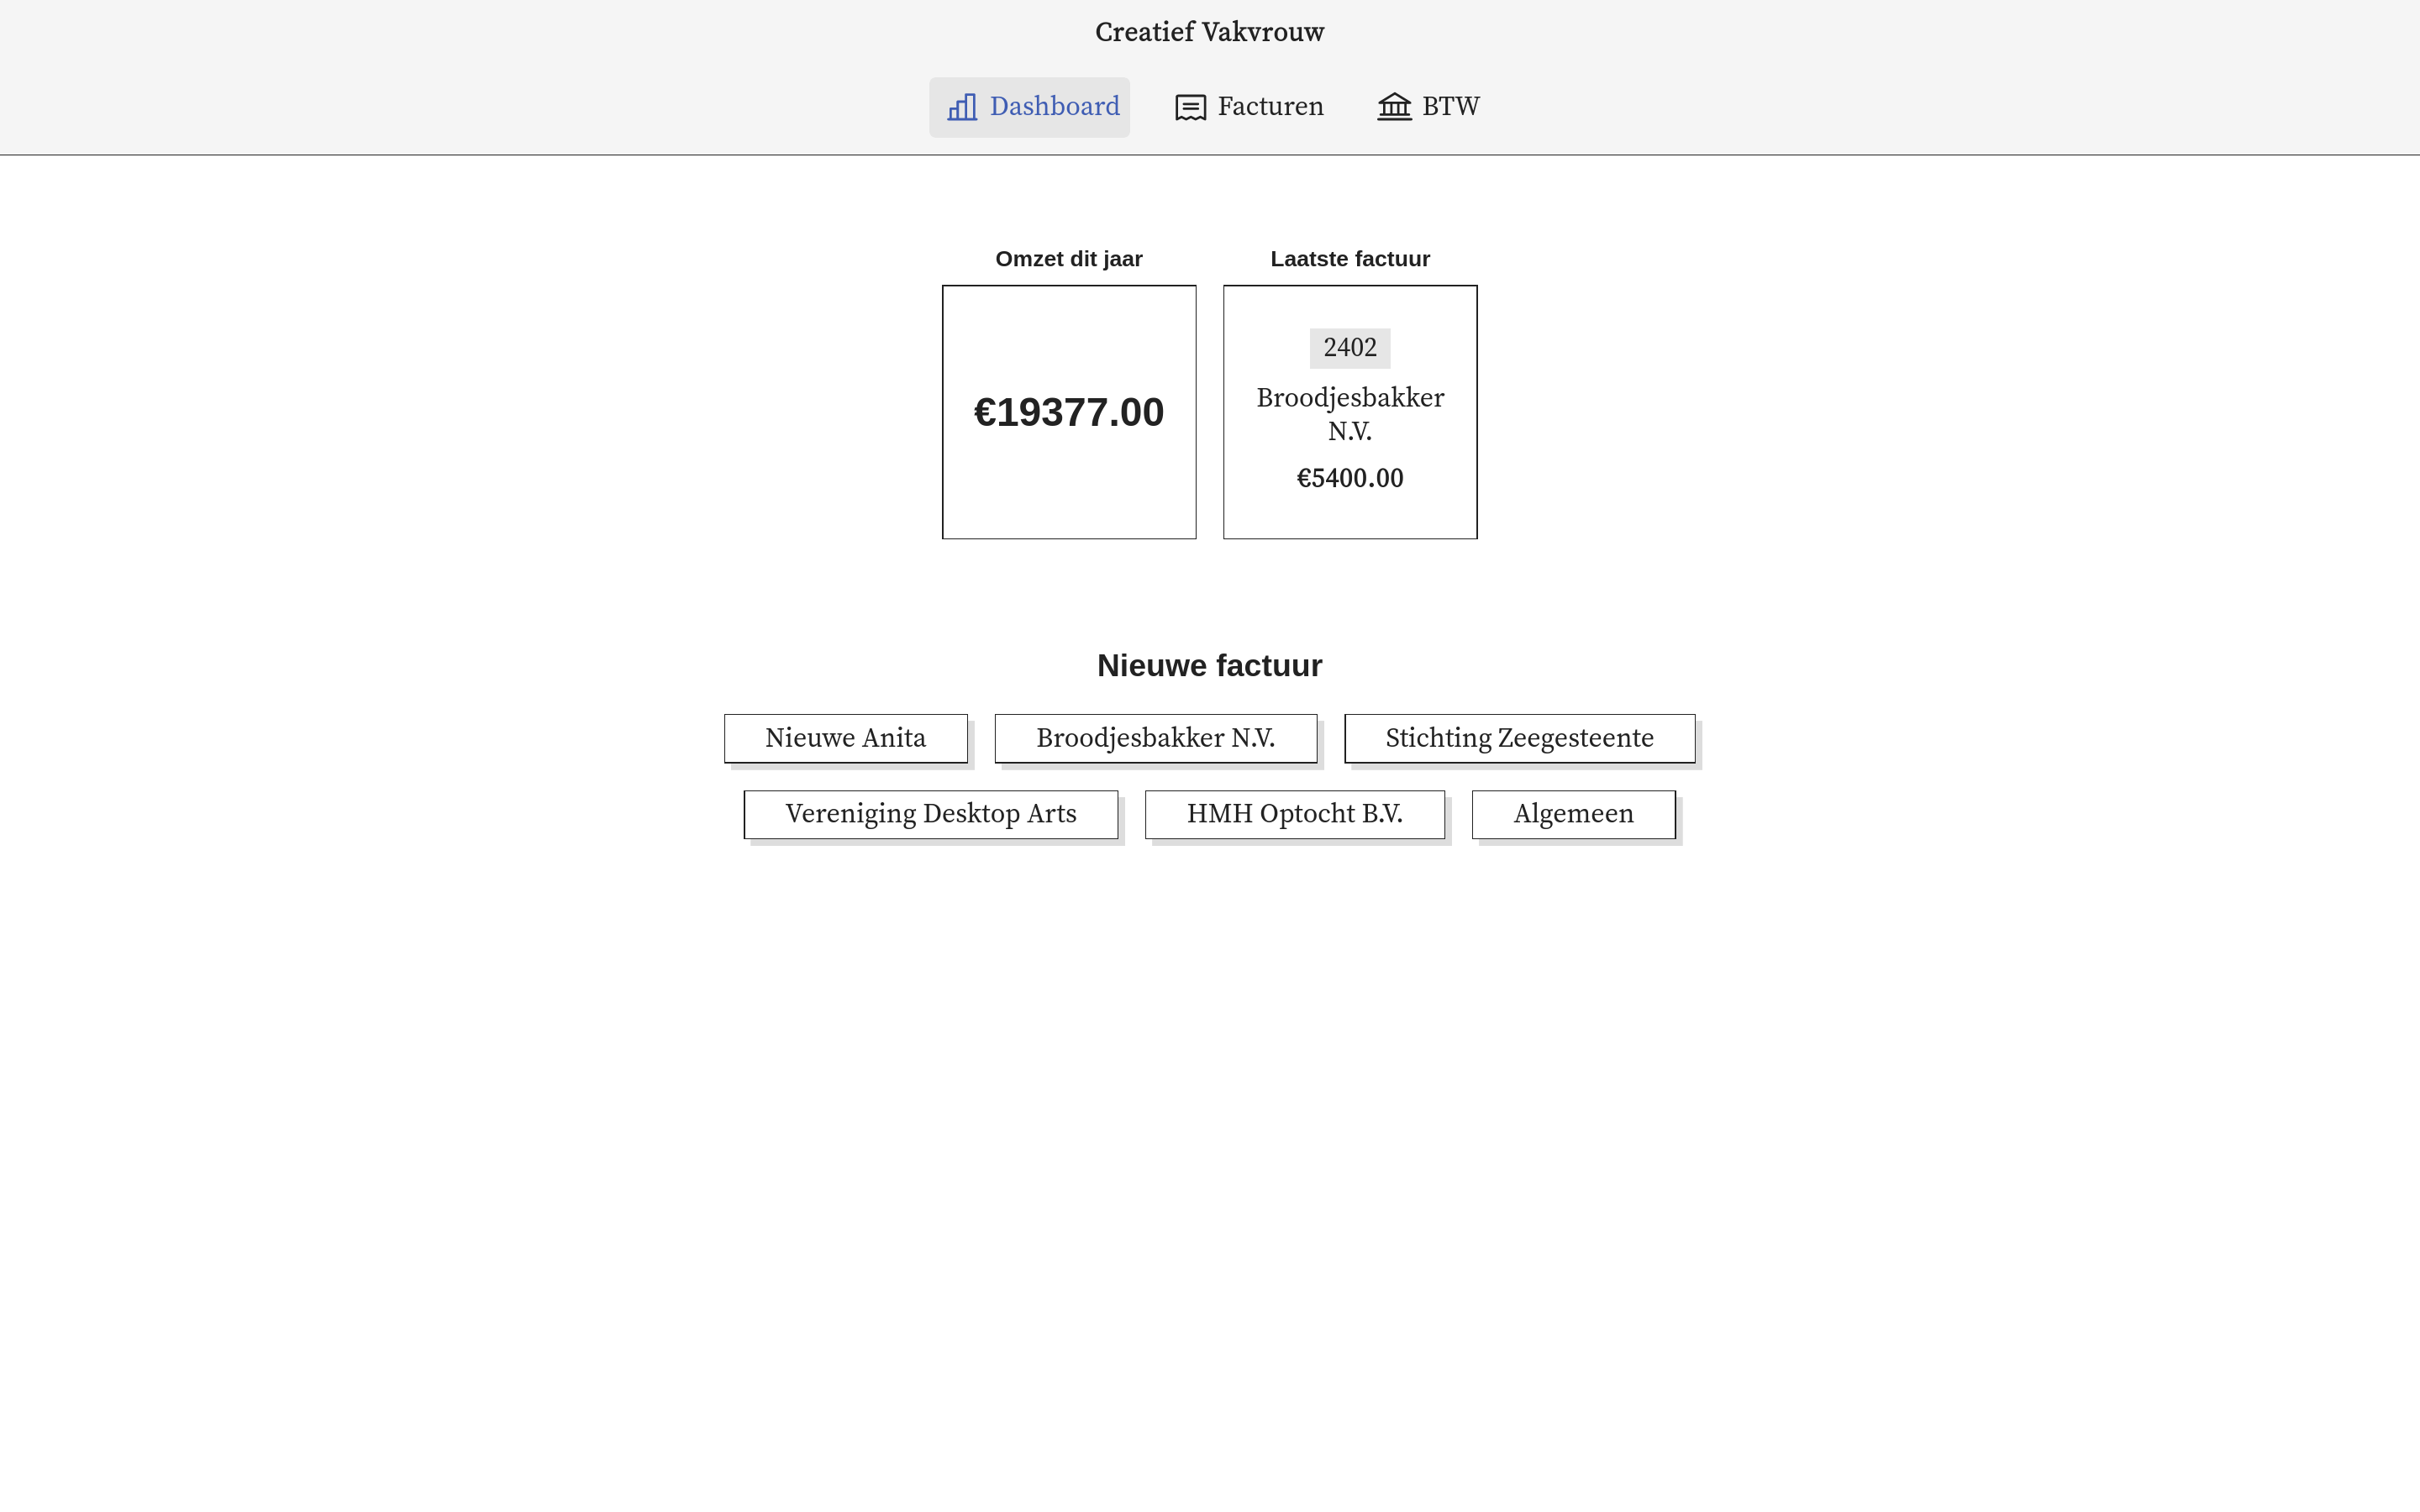 Creatief Vakvrouw
Dashboard Facturen BTW
Omzet dit jaar Laatste factuur
€19377.00
2402
Broodjesbakker
N.V.
€5400.00
Nieuwe factuur
Nieuwe Anita Broodjesbakker N.V. Stichting Zeegesteente
Vereniging Desktop Arts HMH Optocht B.V. Algemeen